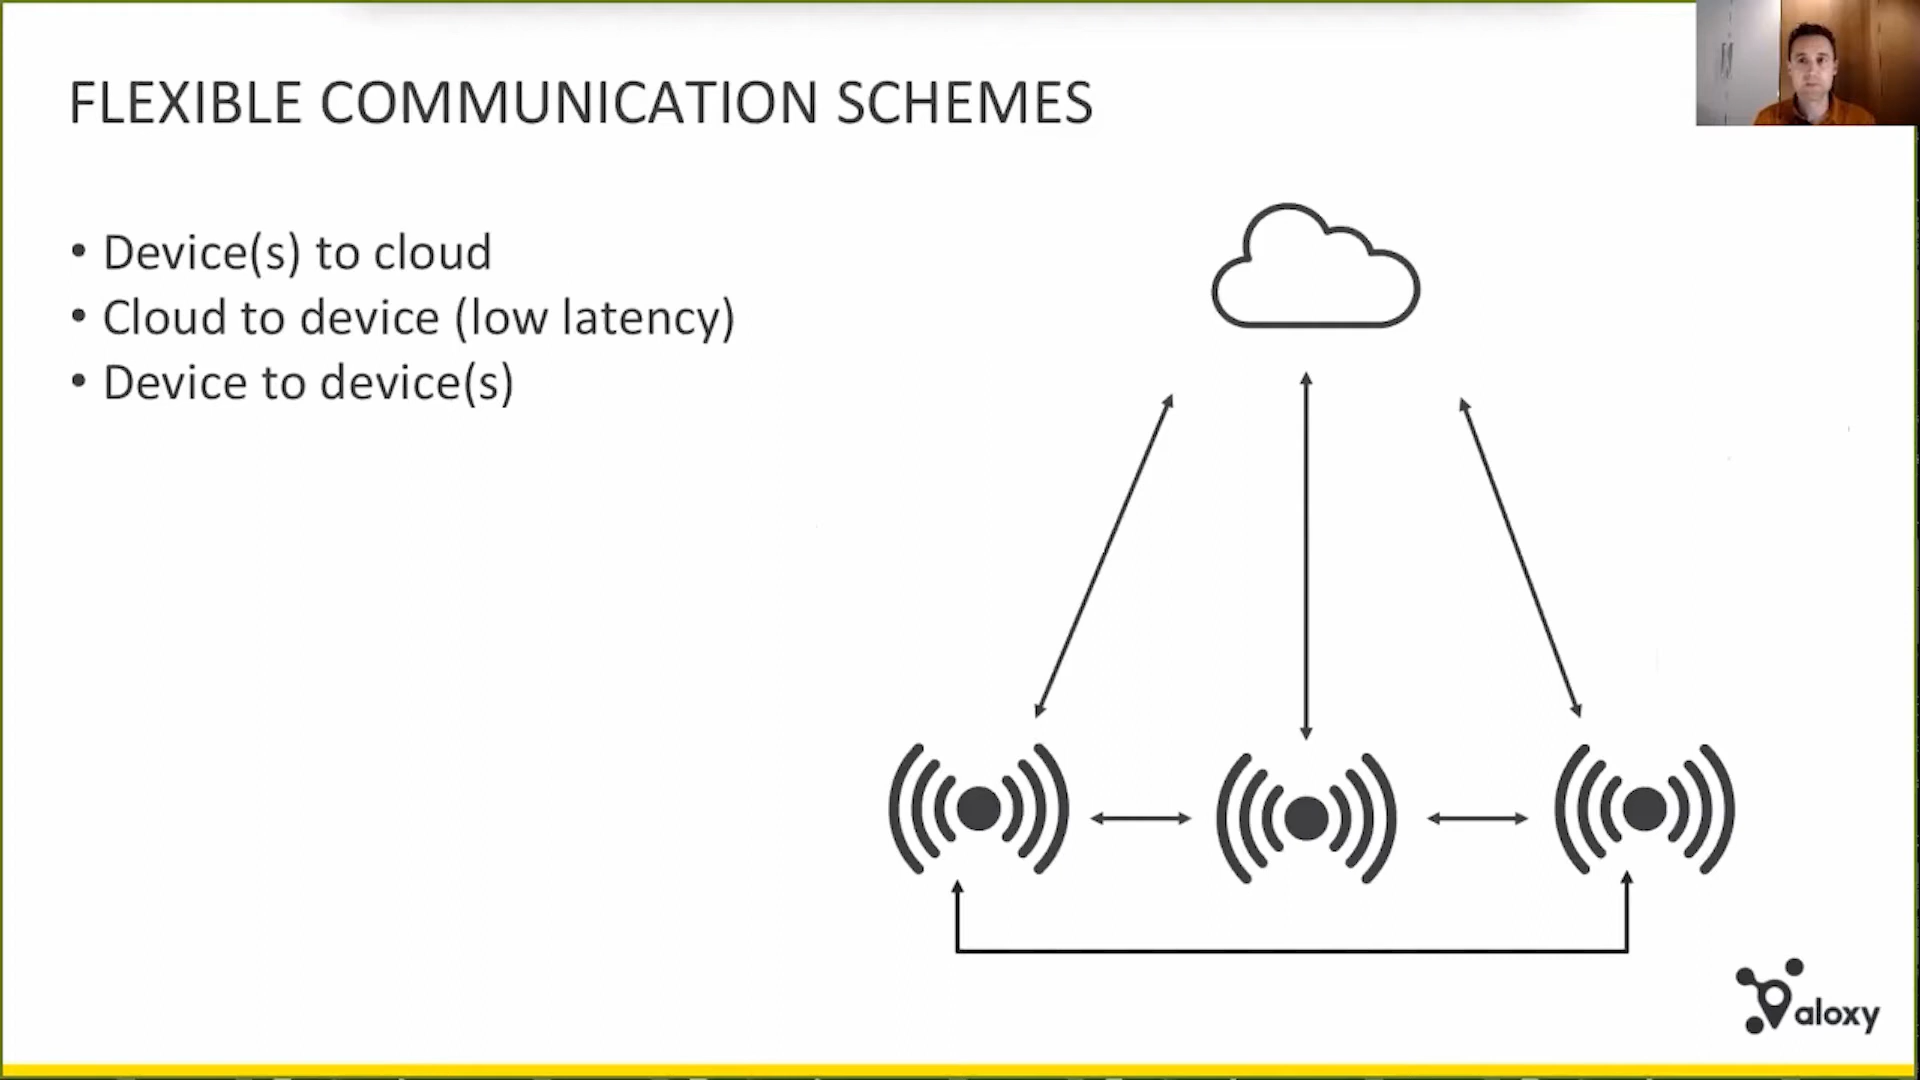 FLEXIBLE COMMUNICATION SCHEMES
• Device(s) to cloud
• Cloud to device (low latency)
• Device to device(s)
aloxy